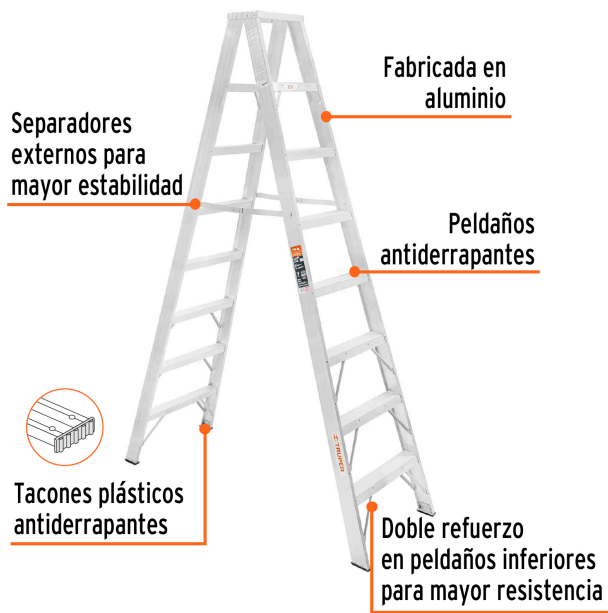 Fabricada en
aluminio
Separadores
externos para
mayor estabilidad
Peldaños
antiderrapantes
TRUPER
Tacones plásticos
antiderrapantes
Doble refuerzo
en peldaños inferiores
para mayor resistencia